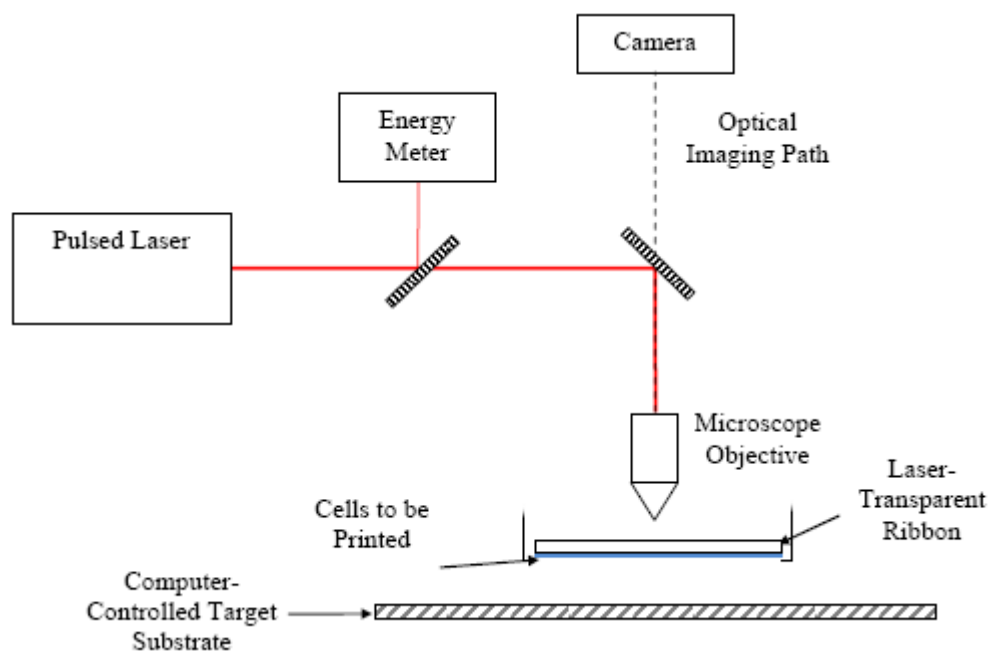 Camera
Energy
Meter
Optical
Imaging Path
Pulsed Laser
Microscope
Objective
Laser-
Transparent
Ribbon
Cells to be
Printed
Computer-
Controlled Target
Substrate